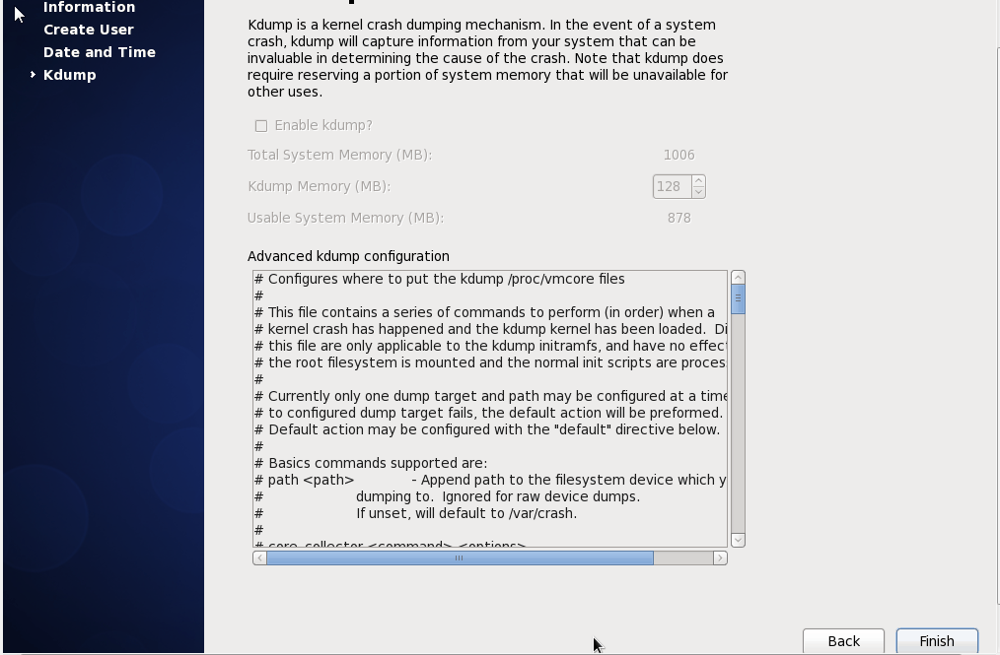 Information
Create User
Date and Time
Kdump
Kdump is a kernel crash dumping mechanism. In the event of a system
crash, kdump will capture information from your system that can be
invaluable in determining the cause of the crash. Note that kdump does
require reserving a portion of system memory that will be unavailable for
other uses.
Enable kdump?
Total System Memory (MB): 1006
Kdump Memory (MB): 128
Usable System Memory (MB): 878
Advanced kdump configuration
# Configures where to put the kdump /proc/vmcore files
#
# This file contains a series of commands to perform (in order) when a
# kernel crash has happened and the kdump kernel has been loaded.  Di
# this file are only applicable to the kdump initramfs, and have no effect
# the root filesystem is mounted and the normal init scripts are proces
#
# Currently only one dump target and path may be configured at a time
# to configured dump target fails, the default action will be preformed.
# Default action may be configured with the "default" directive below.
#
# Basics commands supported are:
# path <path> - Append path to the filesystem device which y
# dumping to.  Ignored for raw device dumps.
# If unset, will default to /var/crash.
#
# core_collector <command> <options>
Back Finish